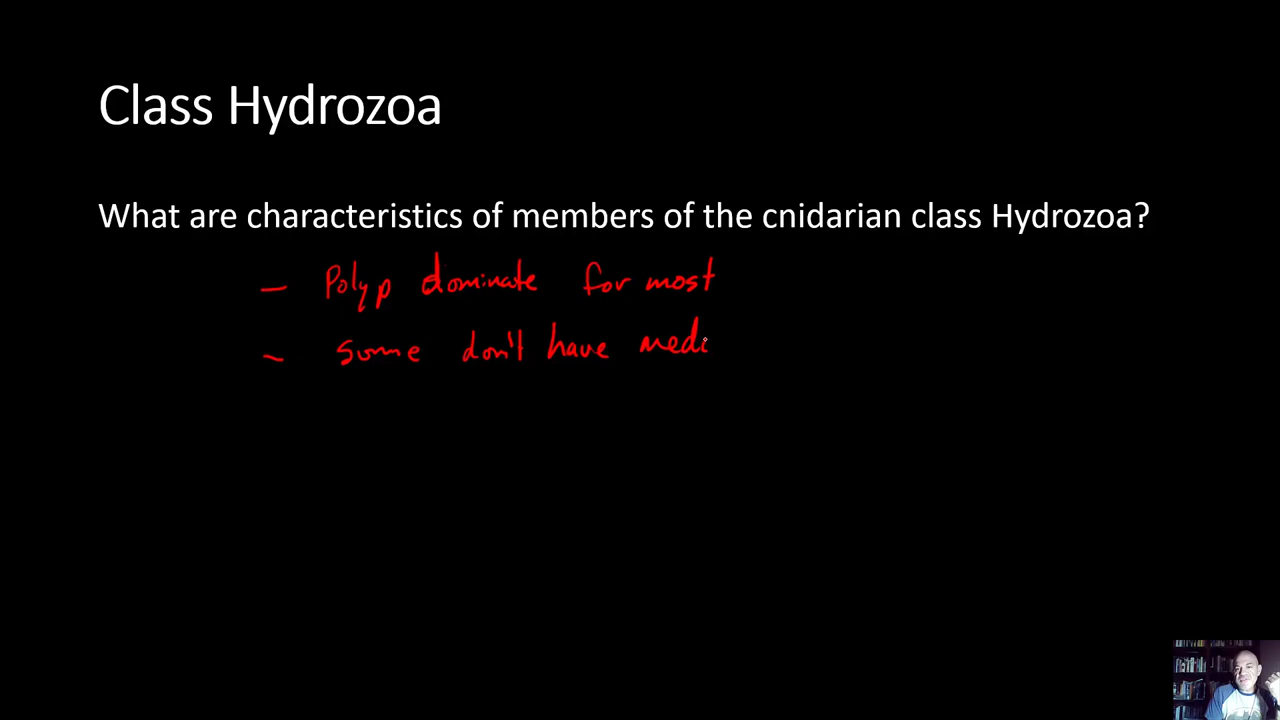 Class Hydrozoa
What are characteristics of members of the cnidarian class Hydrozoa?
- Polyp dominate for most
- some don't have medi